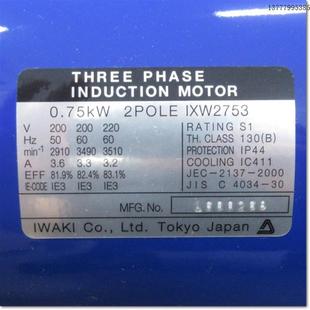 13777995386
THREE PHASE
INDUCTION MOTOR
0.75kW 2POLE IXW2753
V 200 200 220 RATING S1
Hz 50 60 60 TH. CLASS 130(B)
min⁻¹ 2910 3490 3510 PROTECTION IP44
A 3.6 3.3 3.2 COOLING IC411
EFF 81.9% 82.4% 83.1% JEC-2137-2000
IE-CODE IE3 IE3 IE3 JIS C 4034-30
MFG. No.
IWAKI Co., Ltd. Tokyo Japan